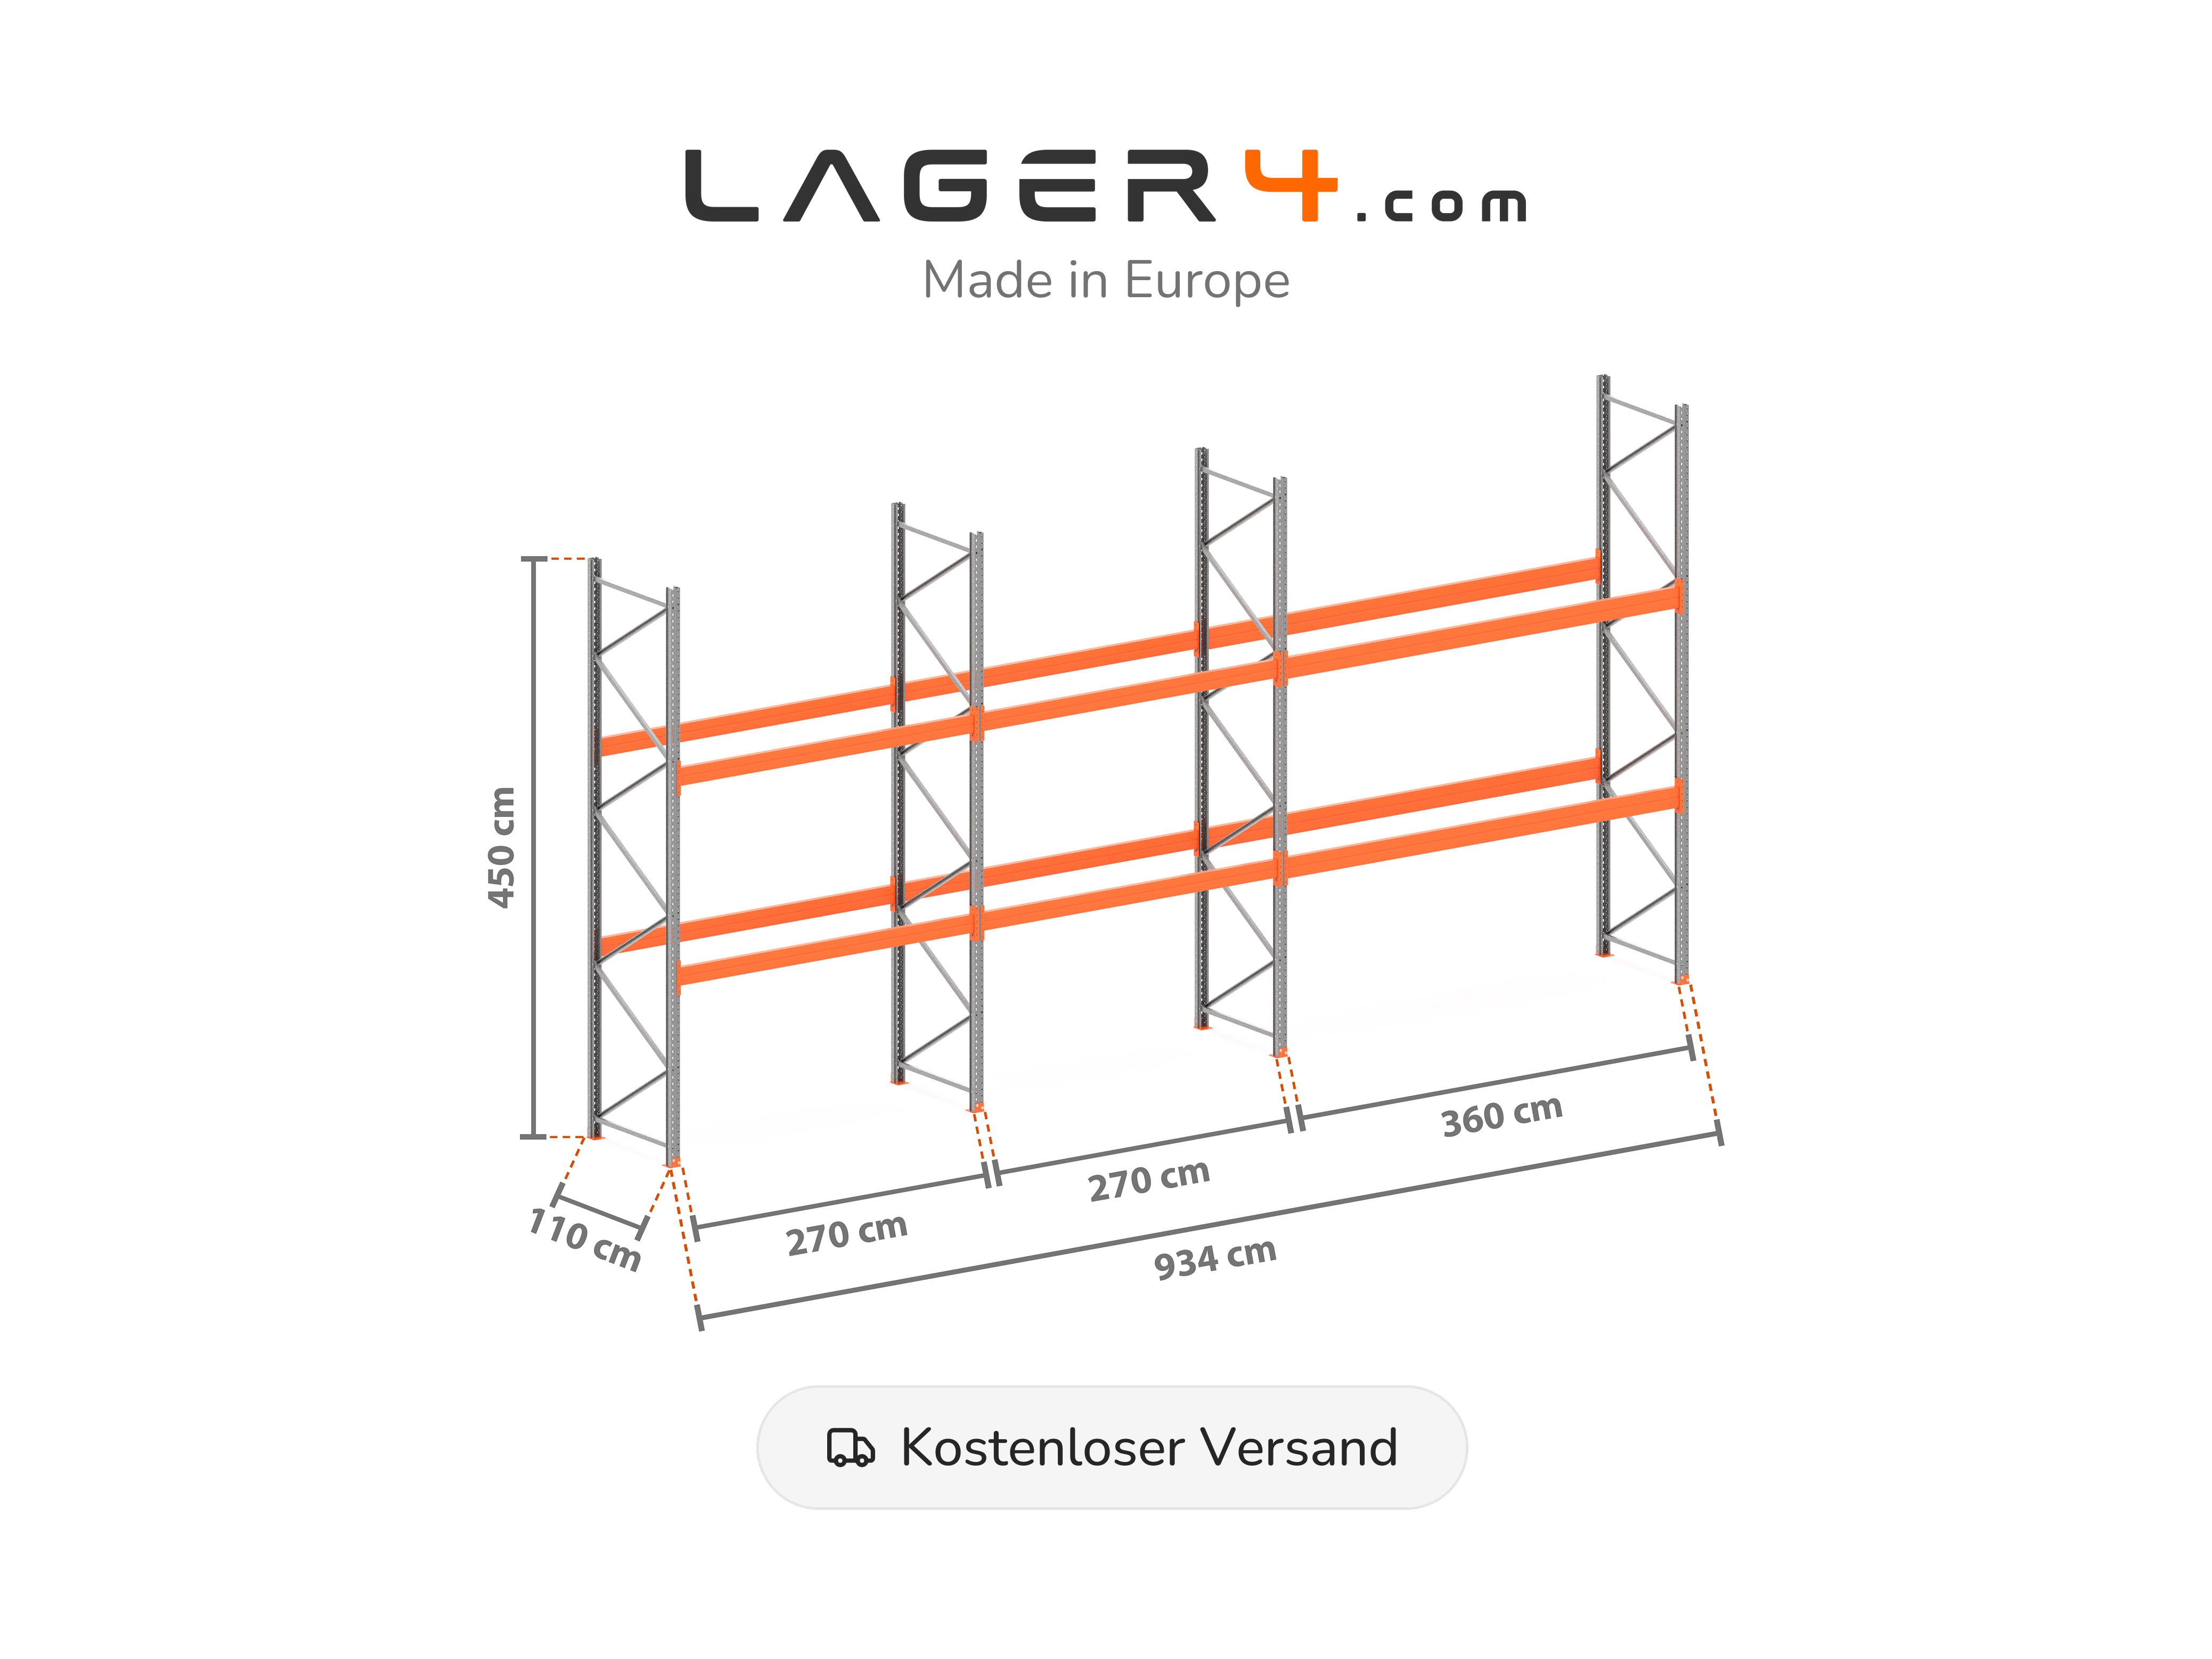 LAGER4.com
Made in Europe
450 cm
110 cm
270 cm
270 cm
360 cm
934 cm
Kostenloser Versand